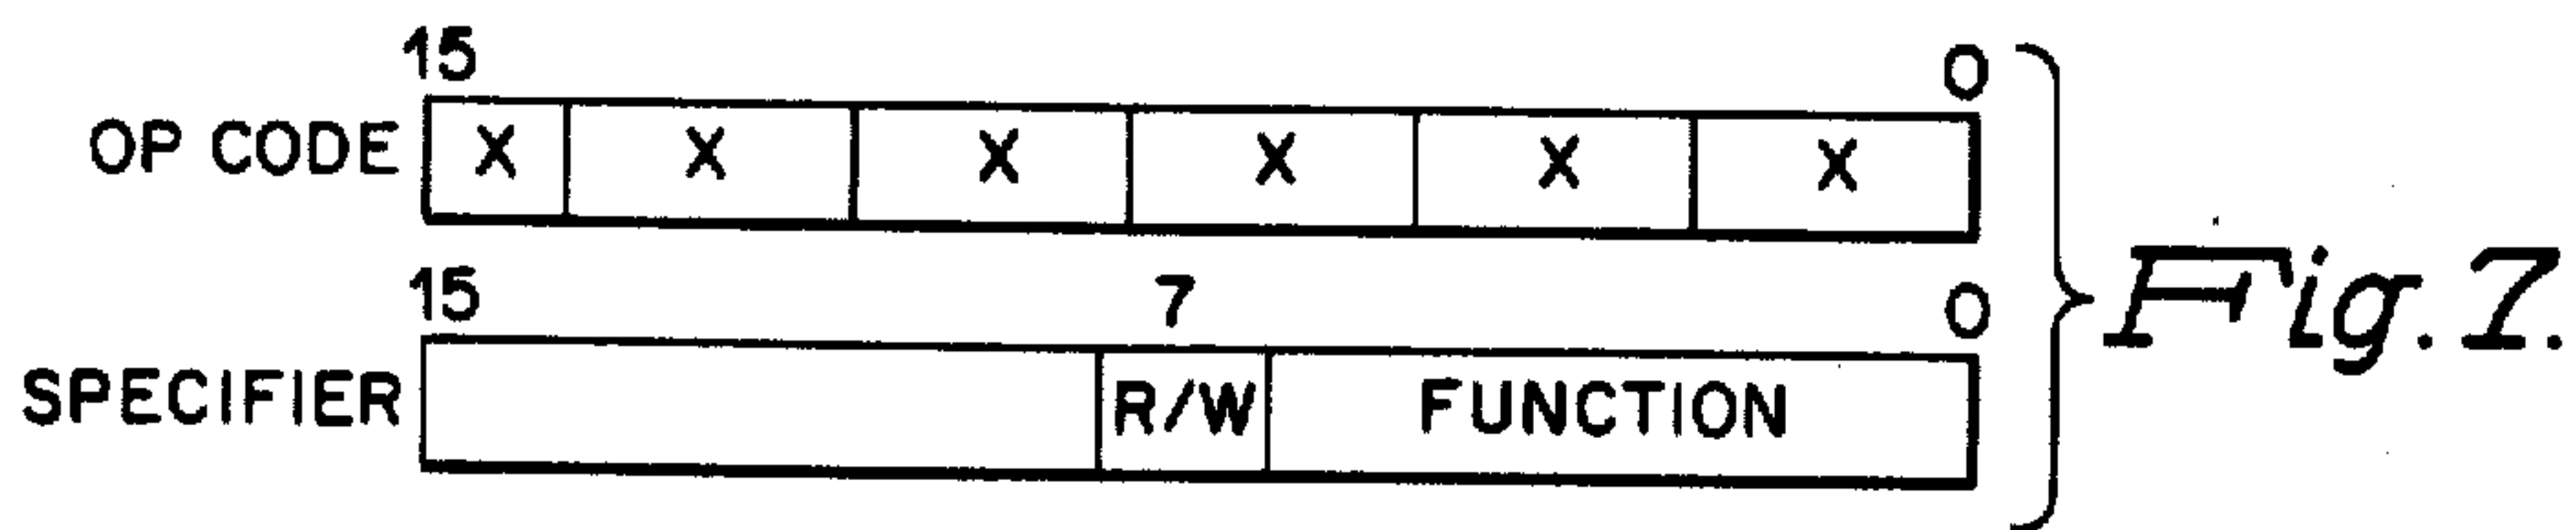 15 0
OP CODE X X X X X X
15 7 0
SPECIFIER R/W FUNCTION
Fig. 7.